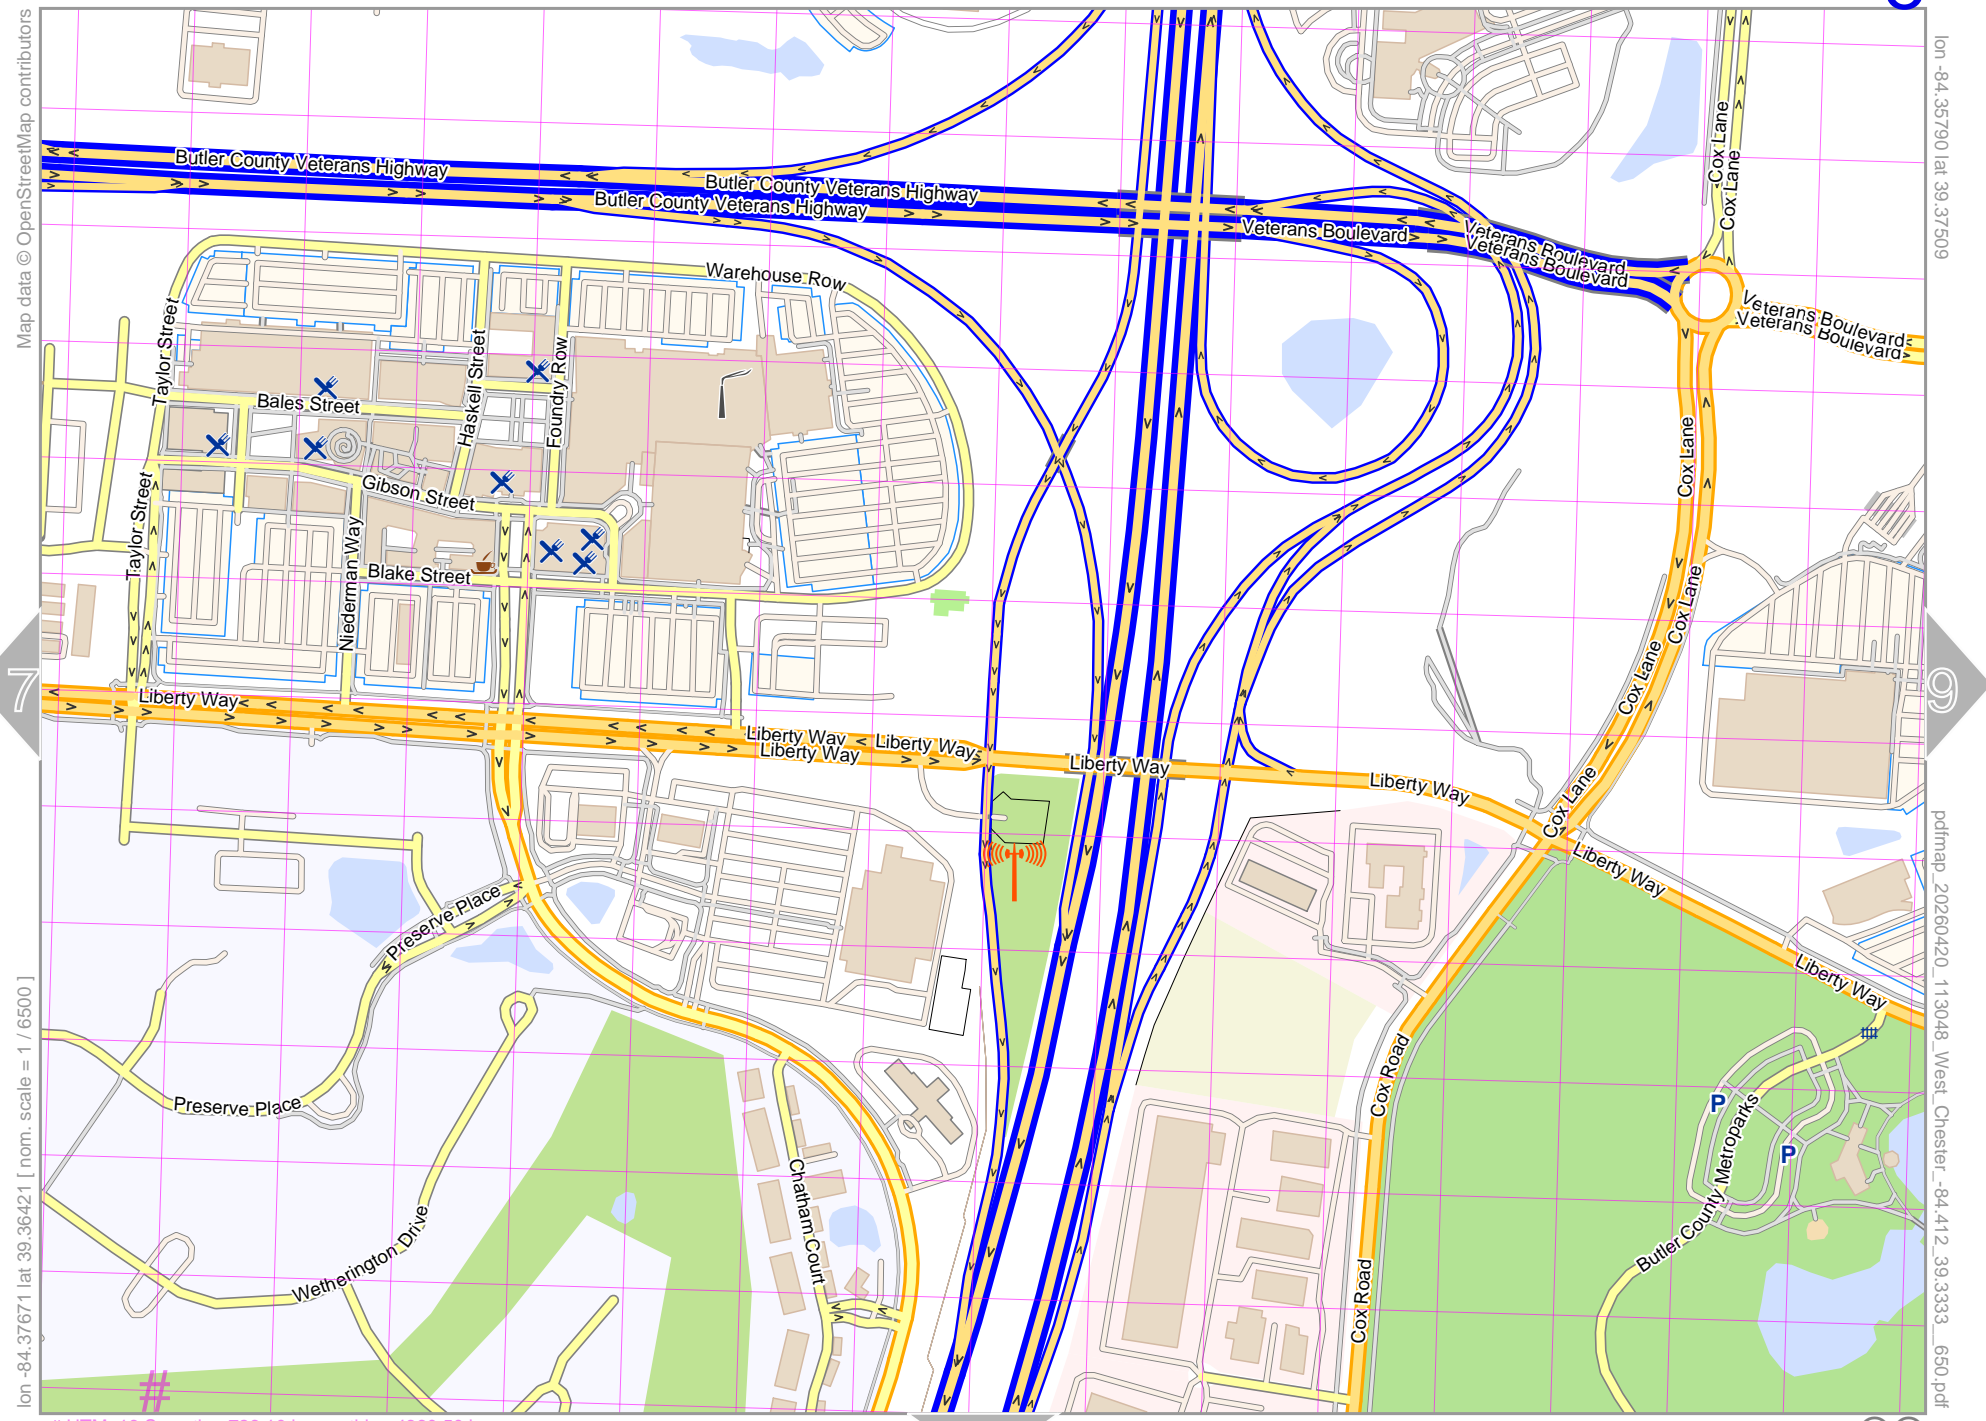 Map data © OpenStreetMap contributors
lon -84.35790 lat 39.37509
Cox Lane
Cox Lane
Butler County Veterans Highway
Butler County Veterans Highway
Butler County Veterans Highway
Veterans Boulevard
Veterans Boulevard
Veterans Boulevard
Veterans Boulevard
Veterans Boulevard
Warehouse Row
Taylor Street
Haskell Street
Foundry Row
Bales Street
Cox Lane
Gibson Street
Taylor Street
Niederman Way
Blake Street
Cox Lane
Cox Lane
7
9
Liberty Way
Liberty Way
Liberty Way
Liberty Way
Liberty Way
Liberty Way
Cox Lane
Liberty Way
Preserve Place
Liberty Way
Preserve Place
Cox Road
P
P
Butler County Metroparks
Chatham Court
Wetherington Drive
Cox Road
#
lon -84.37671 lat 39.36421 [ nom. scale = 1 / 6500 ]
pdfmap_20260420_113048_West_Chester_-84.412_39.33333__650.pdf